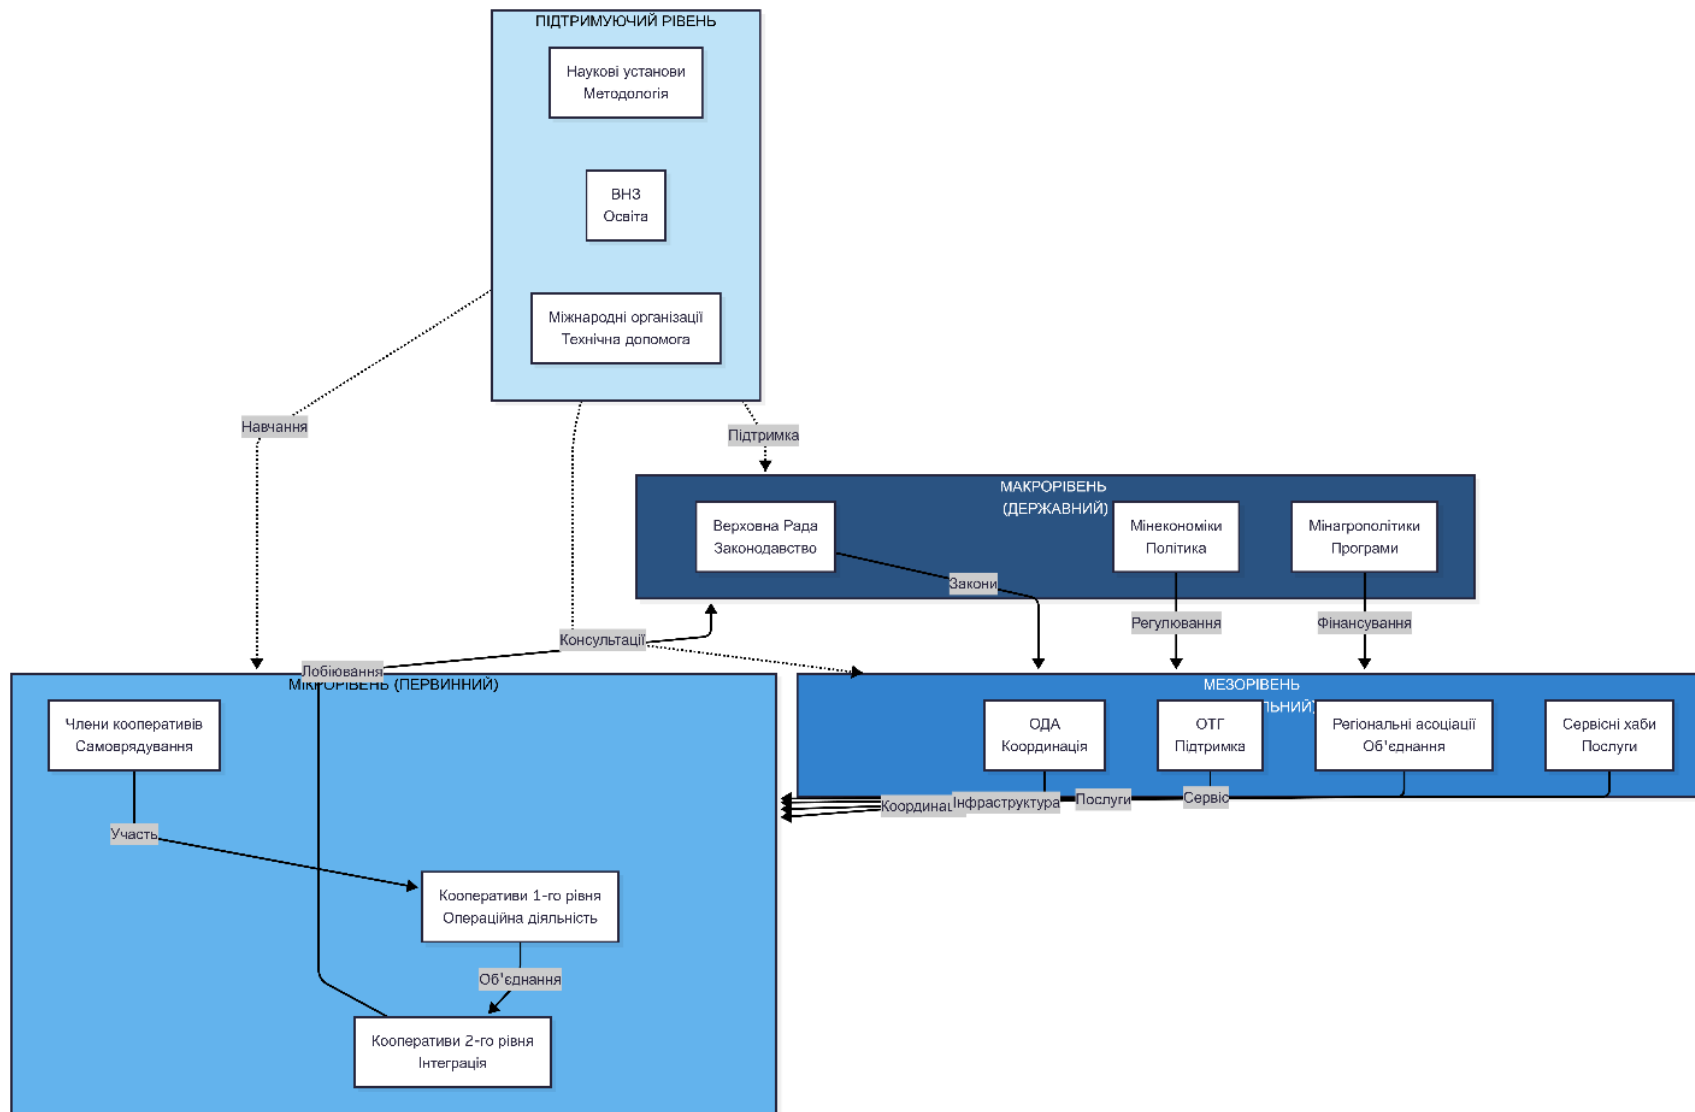 ПІДТРИМУЮЧИЙ РІВЕНЬ
Наукові установи
Методологія
ВНЗ
Освіта
Міжнародні організації
Технічна допомога
Навчання
Підтримка
МАКРОРІВЕНЬ
(ДЕРЖАВНИЙ)
Верховна Рада
Законодавство
Мінекономіки
Політика
Мінагрополітики
Програми
Закони
Регулювання
Фінансування
Консультації
Лобіювання
МІКРОРІВЕНЬ (ПЕРВИННИЙ)
Члени кооперативів
Самоврядування
Участь
Кооперативи 1-го рівня
Операційна діяльність
Об'єднання
Кооперативи 2-го рівня
Інтеграція
МЕЗОРІВЕНЬ
ОДА
Координація
ОТГ
Підтримка
Регіональні асоціації
Об'єднання
Сервісні хаби
Послуги
Інфраструктура
Послуги
Сервіс